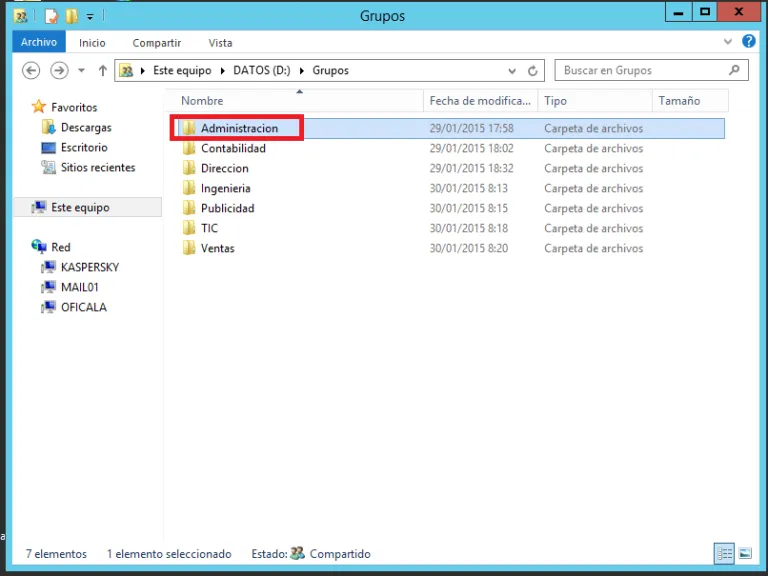 Grupos
Archivo Inicio Compartir Vista
Este equipo DATOS (D:) Grupos Buscar en Grupos
Nombre Fecha de modifica... Tipo Tamaño
Favoritos
Descargas
Escritorio
Sitios recientes
Este equipo
Red
KASPERSKY
MAIL01
OFICALA
Administracion 29/01/2015 17:58 Carpeta de archivos
Contabilidad 29/01/2015 18:02 Carpeta de archivos
Direccion 29/01/2015 18:32 Carpeta de archivos
Ingenieria 30/01/2015 8:13 Carpeta de archivos
Publicidad 30/01/2015 8:15 Carpeta de archivos
TIC 30/01/2015 8:18 Carpeta de archivos
Ventas 30/01/2015 8:20 Carpeta de archivos
7 elementos 1 elemento seleccionado Estado: Compartido